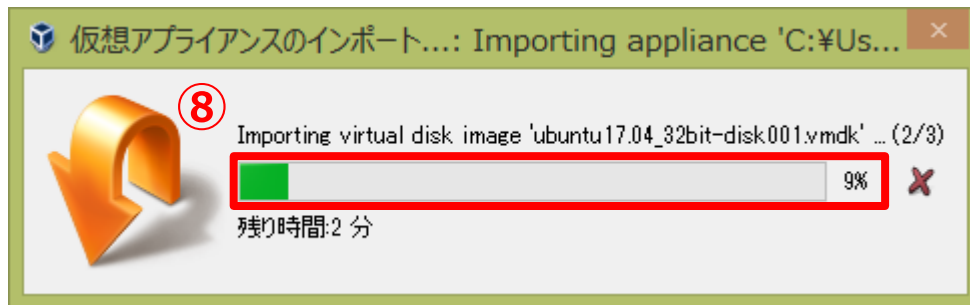 仮想アプライアンスのインポート...: Importing appliance 'C:¥Us...
⑧
Importing virtual disk image 'ubuntu17.04_32bit-disk001.vmdk' ...(2/3)
9%
残り時間:2 分